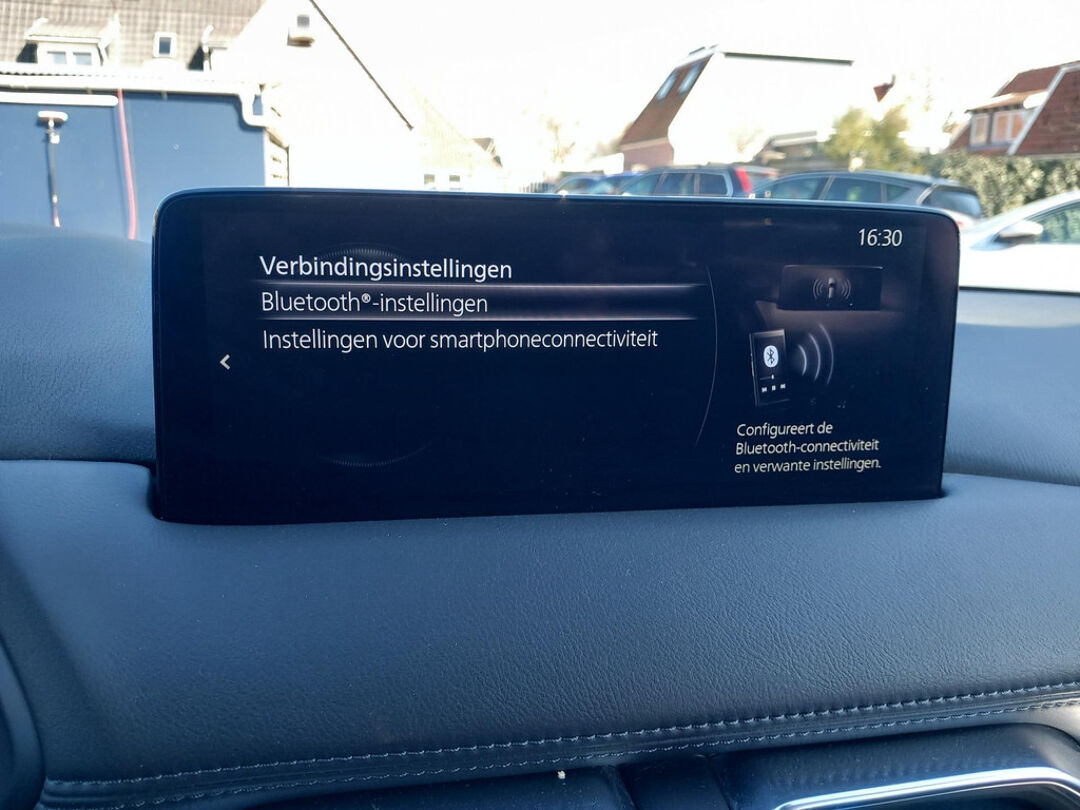 16:30
Verbindingsinstellingen
Bluetooth®-instellingen
Instellingen voor smartphoneconnectiviteit
Configureert de
Bluetooth-connectiviteit
en verwante instellingen.